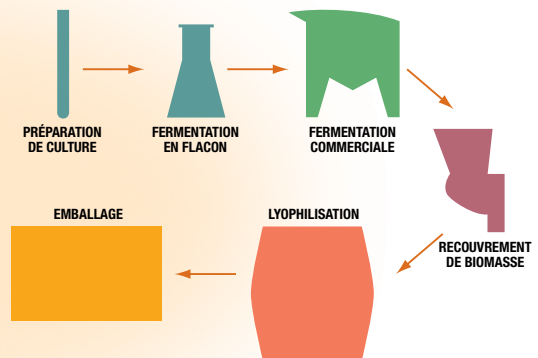 PRÉPARATION
DE CULTURE
FERMENTATION
EN FLACON
FERMENTATION
COMMERCIALE
RECOUVREMENT
DE BIOMASSE
LYOPHILISATION
EMBALLAGE